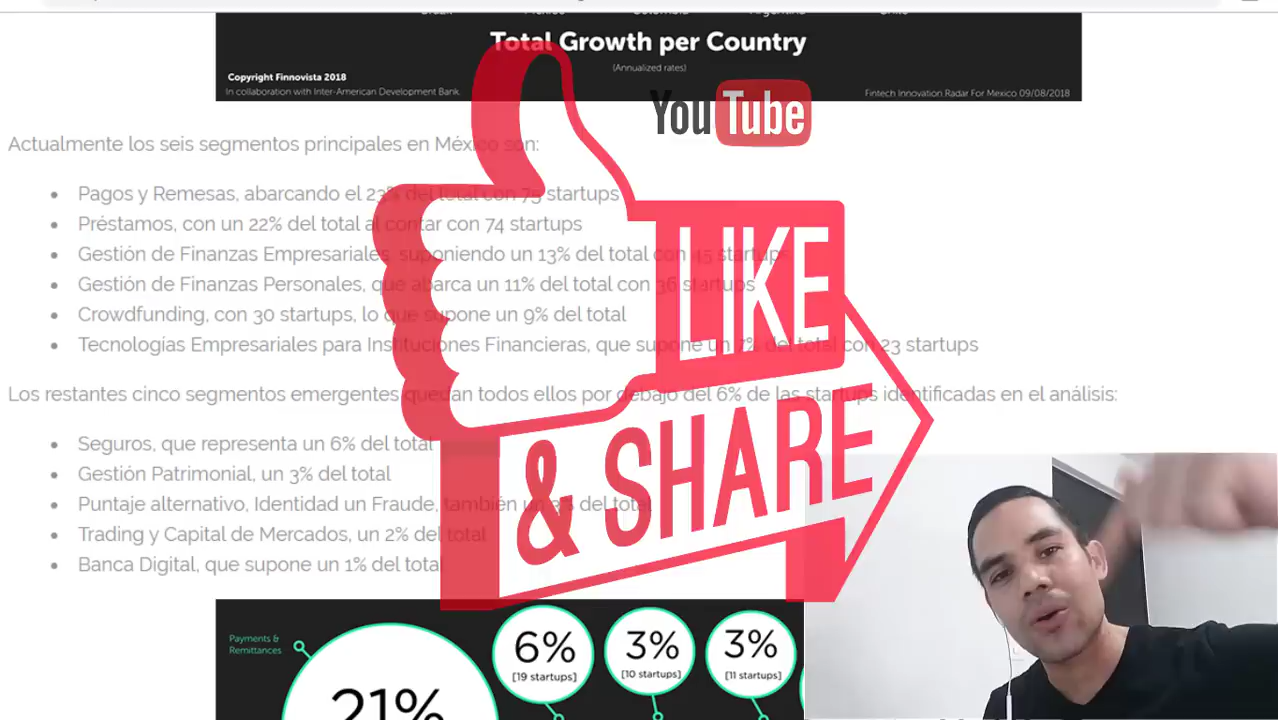 Total Growth per Country
(Annualized rates)
Copyright Finnovista 2018
In collaboration with Inter-American Development Bank.
Fintech Innovation Radar For Mexico 09/08/2018
YouTube
Actualmente los seis segmentos principales en México son:
Pagos y Remesas, abarcando el 23% del total con 75 startups
Préstamos, con un 22% del total al contar con 74 startups
Gestión de Finanzas Empresariales, suponiendo un 13% del total con 45 startups
Gestión de Finanzas Personales, que abarca un 11% del total con 36 startups
Crowdfunding, con 30 startups, lo que supone un 9% del total
Tecnologías Empresariales para Instituciones Financieras, que supone un 7% del total con 23 startups
LIKE
& SHARE
Los restantes cinco segmentos emergentes quedan todos ellos por debajo del 6% de las startups identificadas en el análisis:
Seguros, que representa un 6% del total
Gestión Patrimonial, un 3% del total
Puntaje alternativo, Identidad un Fraude, también un 3% del total
Trading y Capital de Mercados, un 2% del total
Banca Digital, que supone un 1% del total
Payments &
Remittances
21%
6%
[19 startups]
3%
[10 startups]
3%
[11 startups]